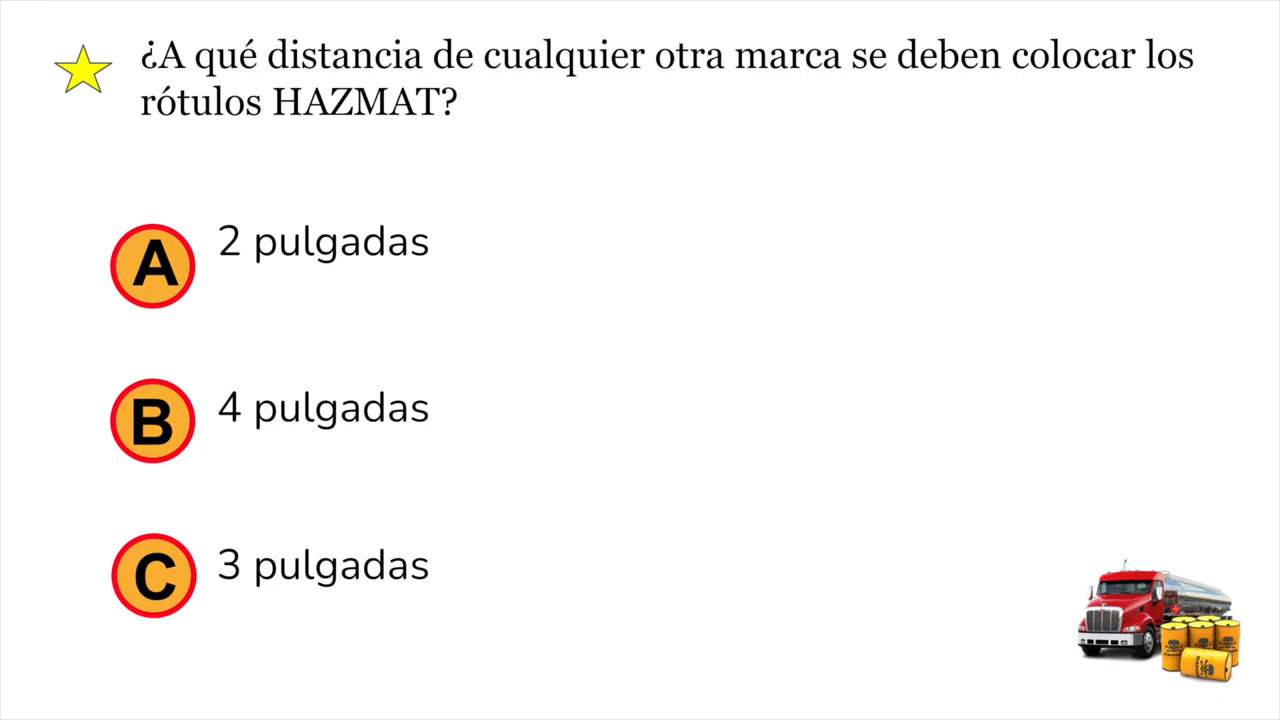 ¿A qué distancia de cualquier otra marca se deben colocar los
rótulos HAZMAT?
A 2 pulgadas
B 4 pulgadas
C 3 pulgadas